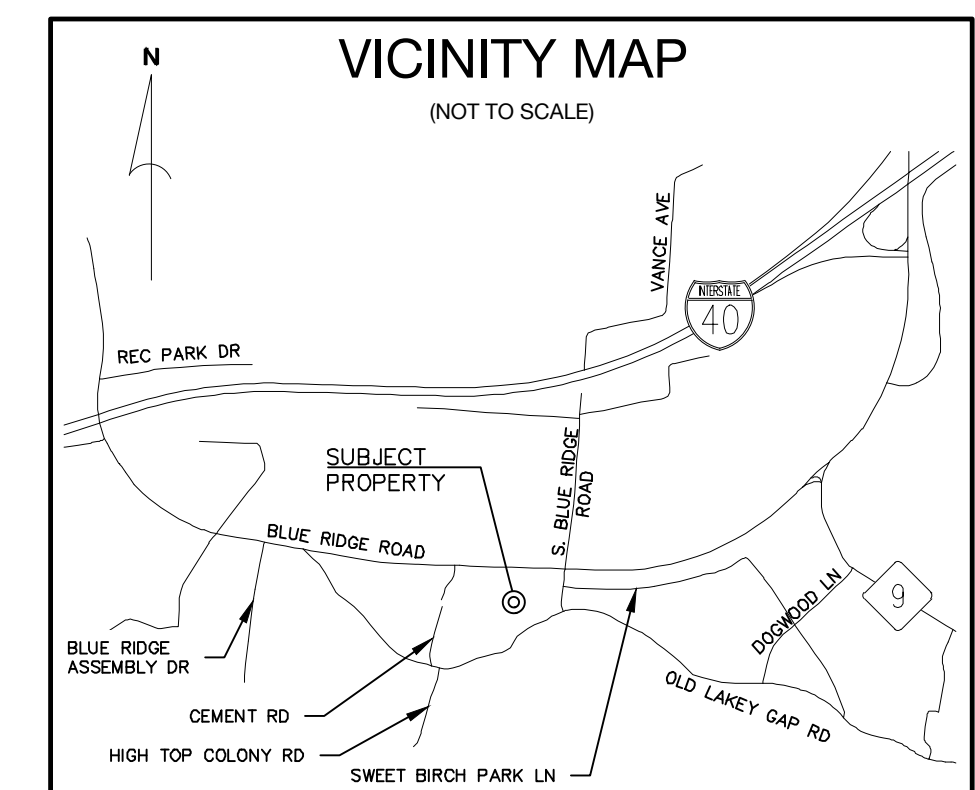 VICINITY MAP
(NOT TO SCALE)
N
VANCE AVE
INTERSTATE
40
REC PARK DR
SUBJECT
PROPERTY
S. BLUE RIDGE
ROAD
BLUE RIDGE ROAD
DOGWOOD LN
9
BLUE RIDGE
ASSEMBLY DR
OLD LAKEY GAP RD
CEMENT RD
HIGH TOP COLONY RD
SWEET BIRCH PARK LN